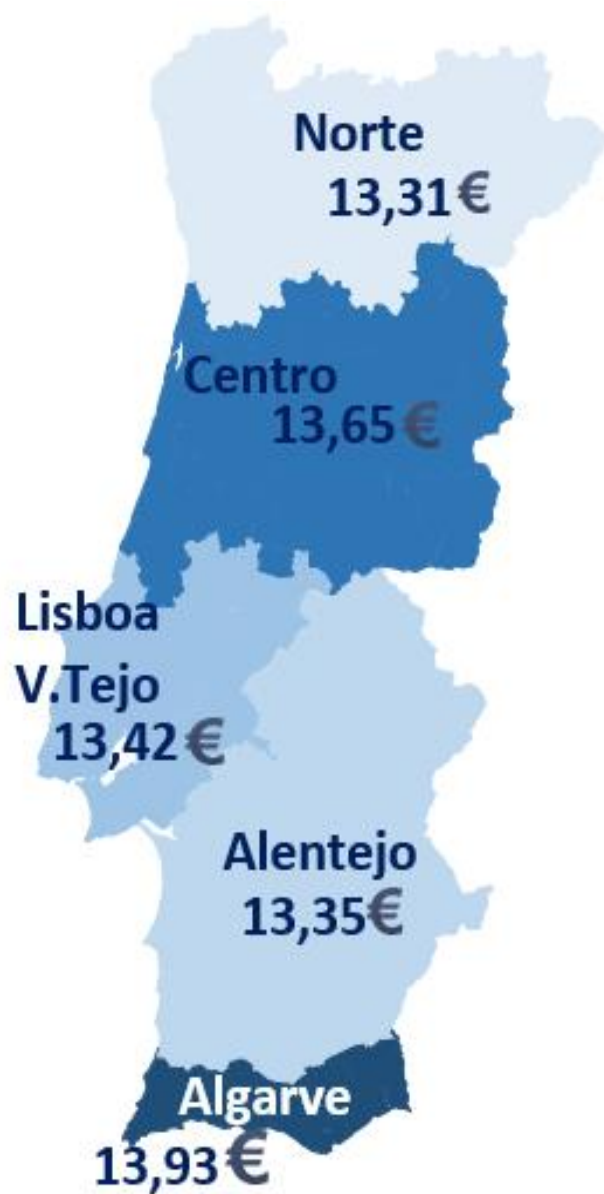 Norte
13,31 €
Centro
13,65 €
Lisboa
V.Tejo
13,42 €
Alentejo
13,35€
Algarve
13,93 €